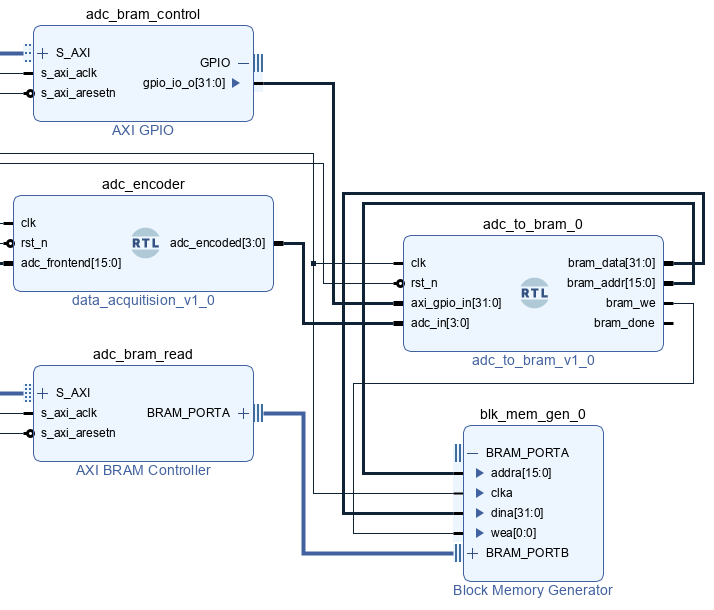 adc_bram_control
S_AXI
s_axi_aclk
s_axi_aresetn
GPIO
gpio_io_o[31:0]
AXI GPIO
adc_encoder
clk
rst_n
adc_frontend[15:0]
RTL
adc_encoded[3:0]
data_acquitision_v1_0
adc_to_bram_0
clk
rst_n
axi_gpio_in[31:0]
adc_in[3:0]
RTL
bram_data[31:0]
bram_addr[15:0]
bram_we
bram_done
adc_to_bram_v1_0
adc_bram_read
S_AXI
s_axi_aclk
s_axi_aresetn
BRAM_PORTA
AXI BRAM Controller
blk_mem_gen_0
BRAM_PORTA
addra[15:0]
clka
dina[31:0]
wea[0:0]
BRAM_PORTB
Block Memory Generator